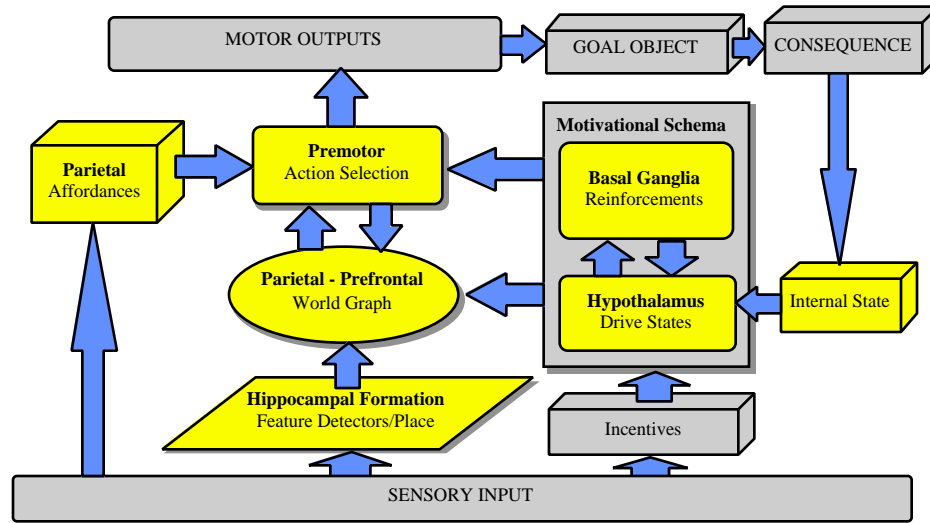 MOTOR OUTPUTS
GOAL OBJECT
CONSEQUENCE
Motivational Schema
Parietal
Affordances
Premotor
Action Selection
Basal Ganglia
Reinforcements
Parietal - Prefrontal
World Graph
Hypothalamus
Drive States
Internal State
Hippocampal Formation
Feature Detectors/Place
Incentives
SENSORY INPUT